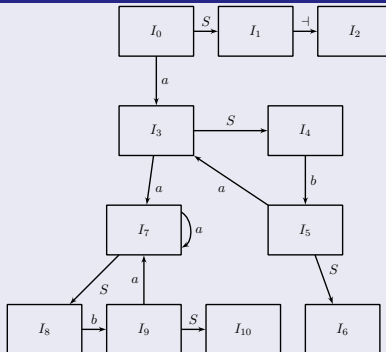 I₀ S I₁ ⊣ I₂
a
I₃ S I₄
a a b
I₇ a I₅
S a S
I₈ b I₉ S I₁₀ I₆